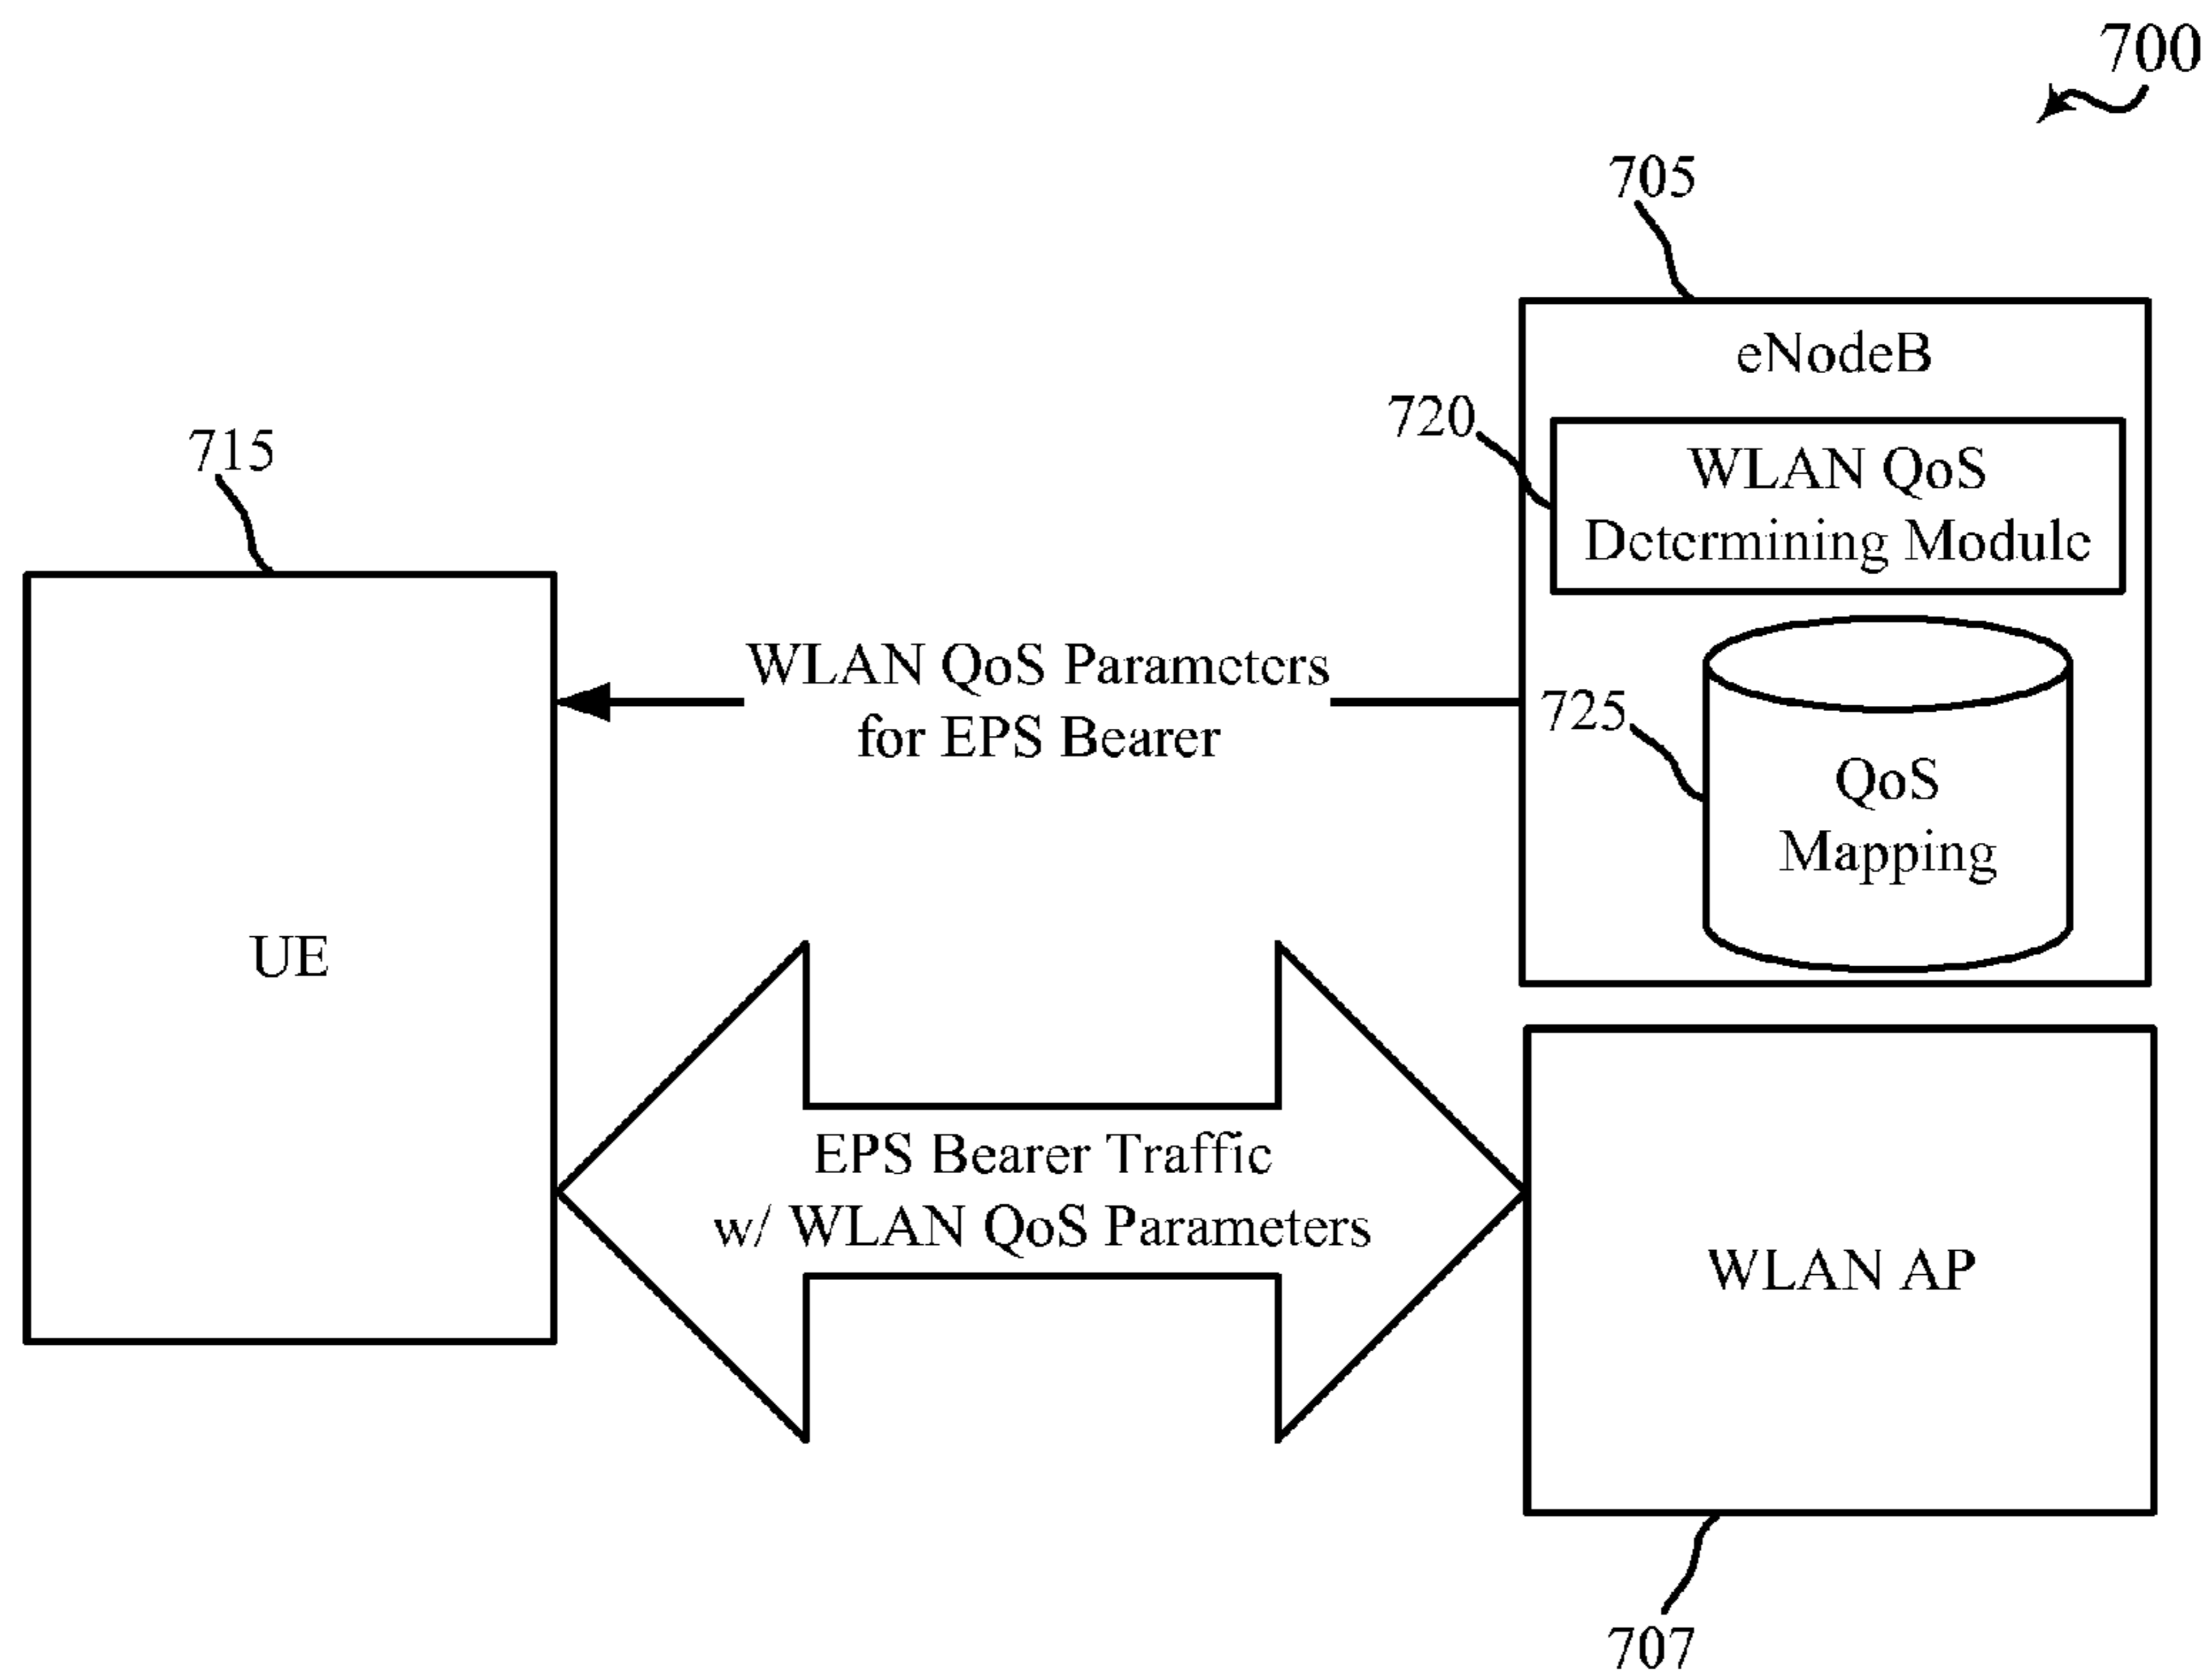 700
705
eNodeB
720
WLAN QoS
Determining Module
715
WLAN QoS Parameters
for EPS Bearer
725
QoS
Mapping
UE
EPS Bearer Traffic
w/ WLAN QoS Parameters
WLAN AP
707